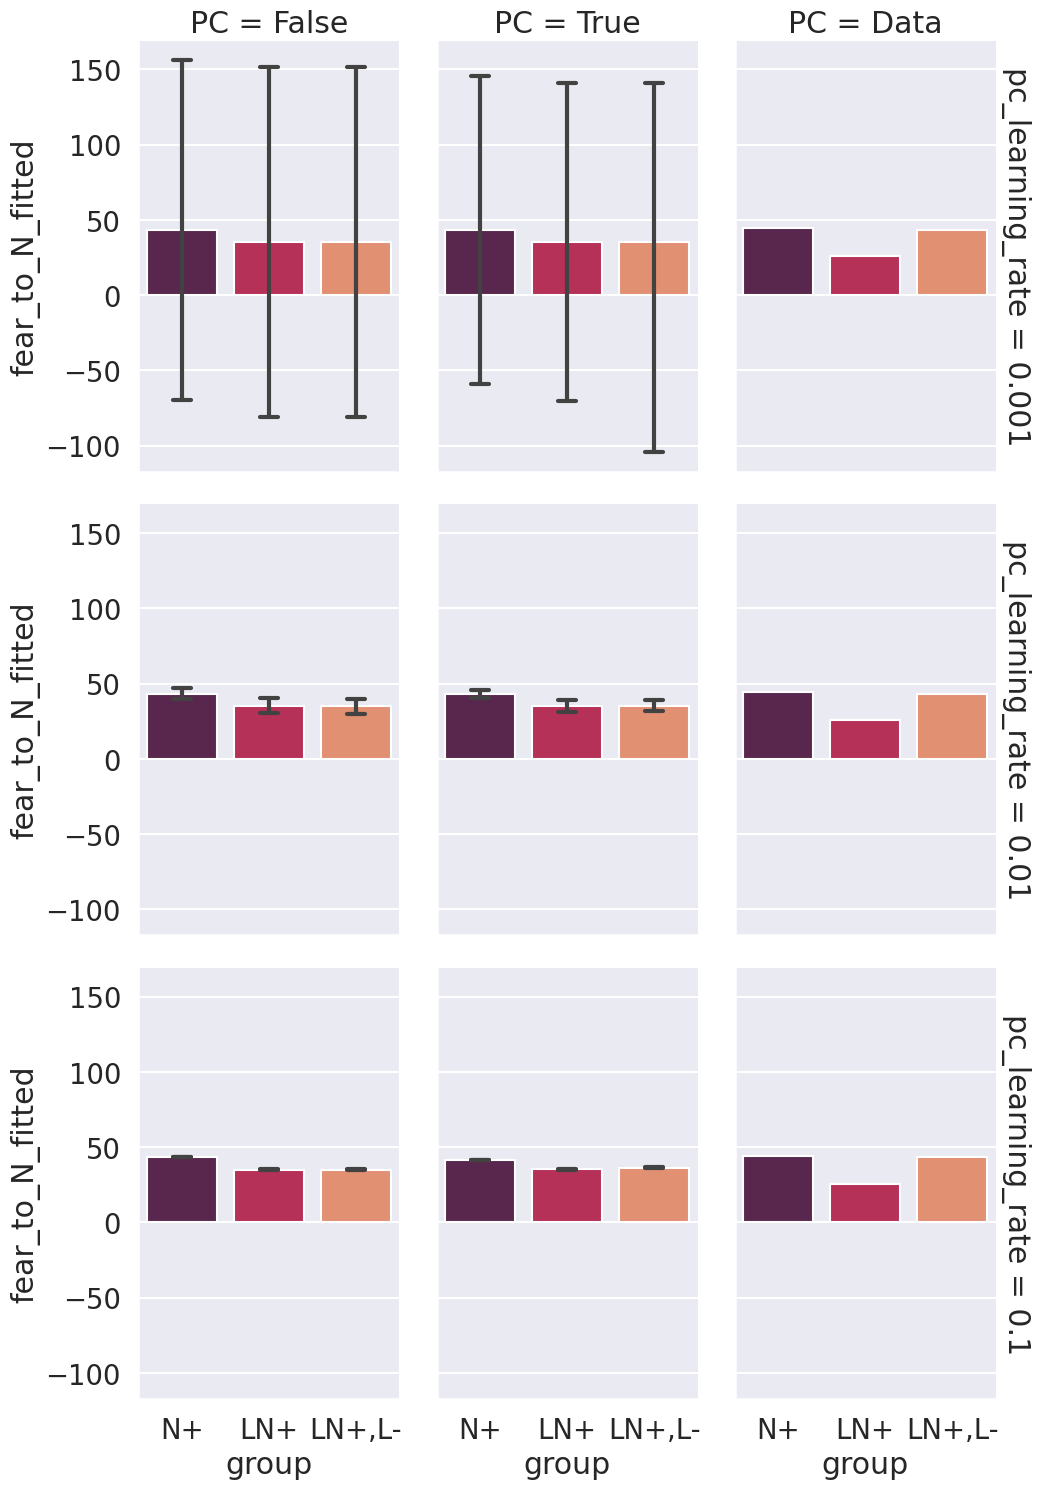 PC = False PC = True PC = Data
150
100
50
0
−50
−100
fear_to_N_fitted
pc_learning_rate = 0.001
150
100
50
0
−50
−100
fear_to_N_fitted
pc_learning_rate = 0.01
150
100
50
0
−50
−100
fear_to_N_fitted
pc_learning_rate = 0.1
N+ LN+ LN+,L- N+ LN+ LN+,L- N+ LN+ LN+,L-
group group group